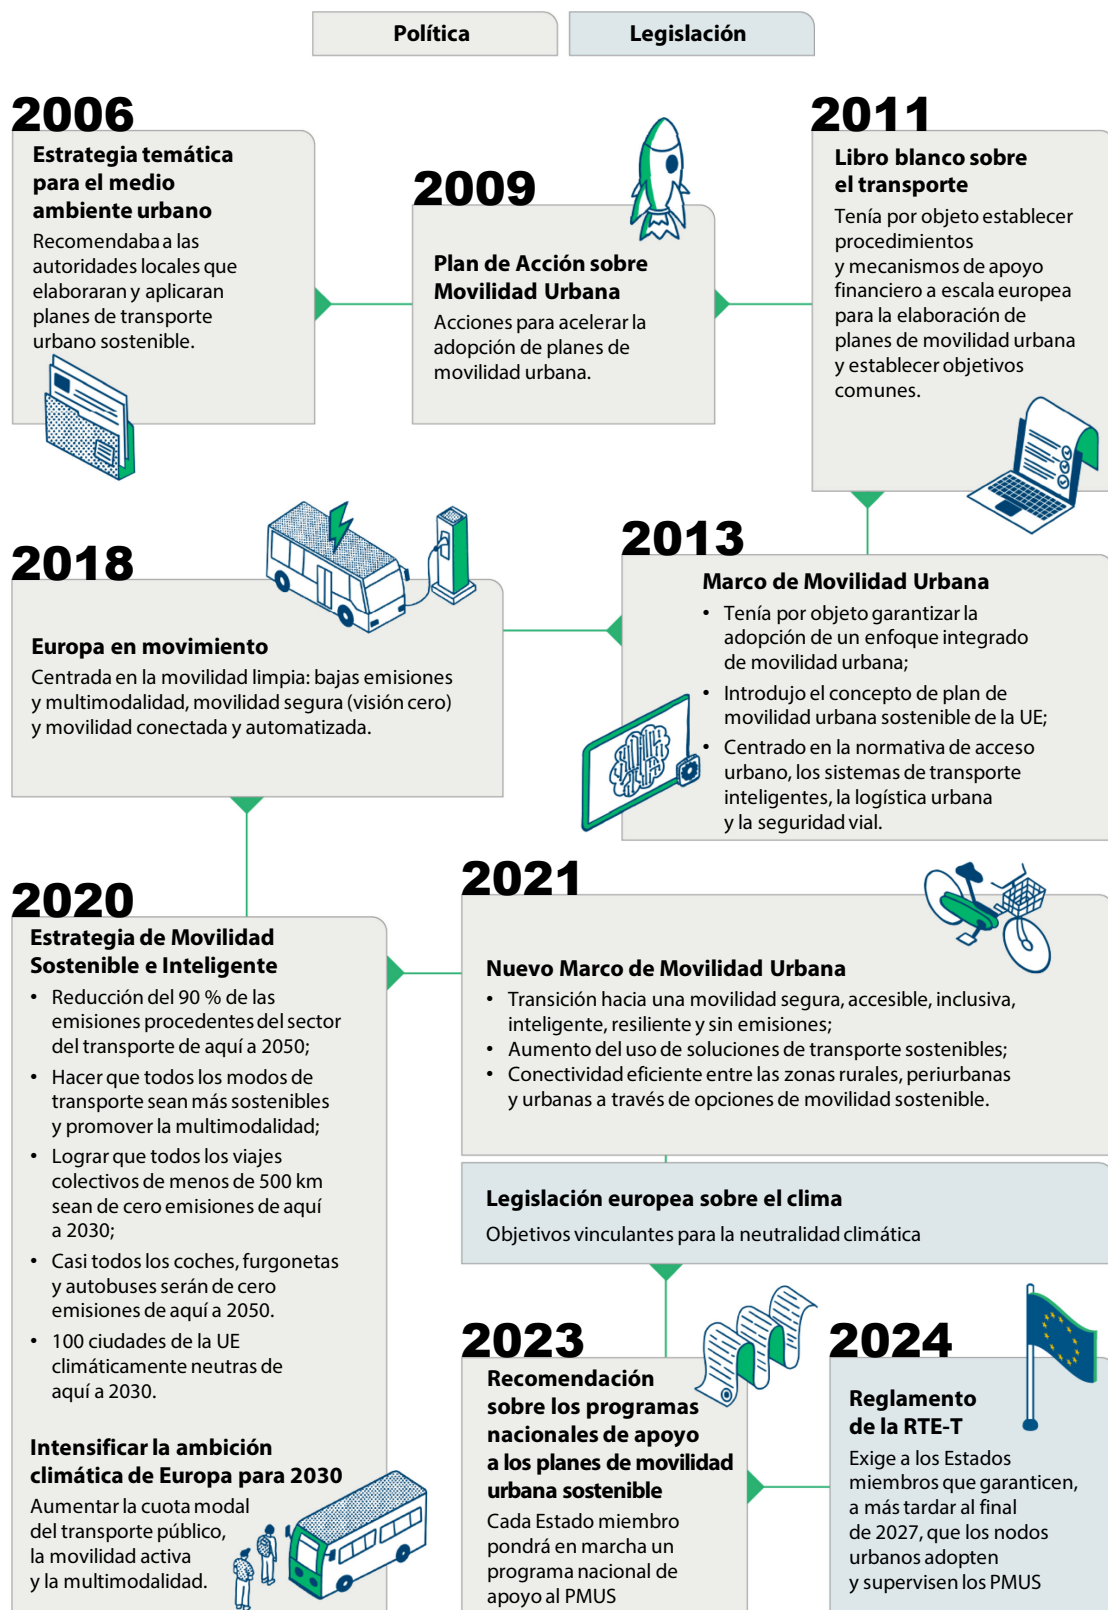 Política
Legislación
2006
Estrategia temática
para el medio
ambiente urbano
Recomendaba a las
autoridades locales que
elaboraran y aplicaran
planes de transporte
urbano sostenible.
2009
Plan de Acción sobre
Movilidad Urbana
Acciones para acelerar la
adopción de planes de
movilidad urbana.
2011
Libro blanco sobre
el transporte
Tenía por objeto establecer
procedimientos
y mecanismos de apoyo
financiero a escala europea
para la elaboración de
planes de movilidad urbana
y establecer objetivos
comunes.
2013
Marco de Movilidad Urbana
• Tenía por objeto garantizar la
adopción de un enfoque integrado
de movilidad urbana;
• Introdujo el concepto de plan de
movilidad urbana sostenible de la UE;
• Centrado en la normativa de acceso
urbano, los sistemas de transporte
inteligentes, la logística urbana
y la seguridad vial.
2018
Europa en movimiento
Centrada en la movilidad limpia: bajas emisiones
y multimodalidad, movilidad segura (visión cero)
y movilidad conectada y automatizada.
2020
Estrategia de Movilidad
Sostenible e Inteligente
• Reducción del 90 % de las
emisiones procedentes del sector
del transporte de aquí a 2050;
• Hacer que todos los modos de
transporte sean más sostenibles
y promover la multimodalidad;
• Lograr que todos los viajes
colectivos de menos de 500 km
sean de cero emisiones de aquí
a 2030;
• Casi todos los coches, furgonetas
y autobuses serán de cero
emisiones de aquí a 2050.
• 100 ciudades de la UE
climáticamente neutras de
aquí a 2030.
Intensificar la ambición
climática de Europa para 2030
Aumentar la cuota modal
del transporte público,
la movilidad activa
y la multimodalidad.
2021
Nuevo Marco de Movilidad Urbana
• Transición hacia una movilidad segura, accesible, inclusiva,
inteligente, resiliente y sin emisiones;
• Aumento del uso de soluciones de transporte sostenibles;
• Conectividad eficiente entre las zonas rurales, periurbanas
y urbanas a través de opciones de movilidad sostenible.
Legislación europea sobre el clima
Objetivos vinculantes para la neutralidad climática
2023
Recomendación
sobre los programas
nacionales de apoyo
a los planes de movilidad
urbana sostenible
Cada Estado miembro
pondrá en marcha un
programa nacional de
apoyo al PMUS
2024
Reglamento
de la RTE-T
Exige a los Estados
miembros que garanticen,
a más tardar al final
de 2027, que los nodos
urbanos adopten
y supervisen los PMUS